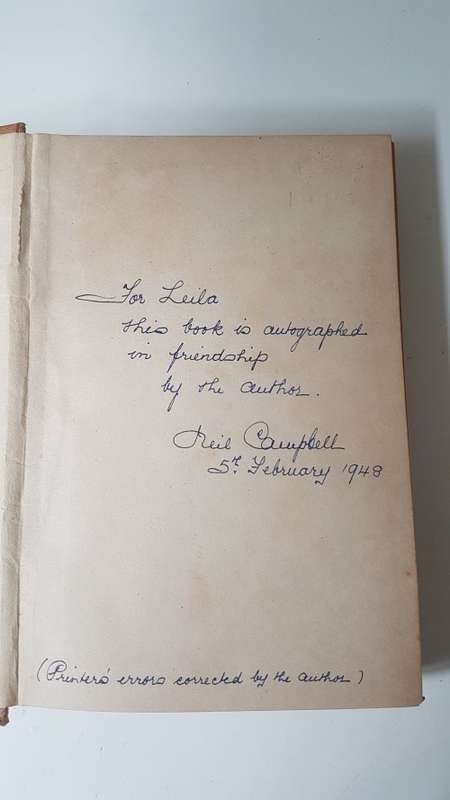 For Leila
this book is autographed
in friendship
by the author.
Neil Campbell
5th. February 1948
(Printers' errors corrected by the author)